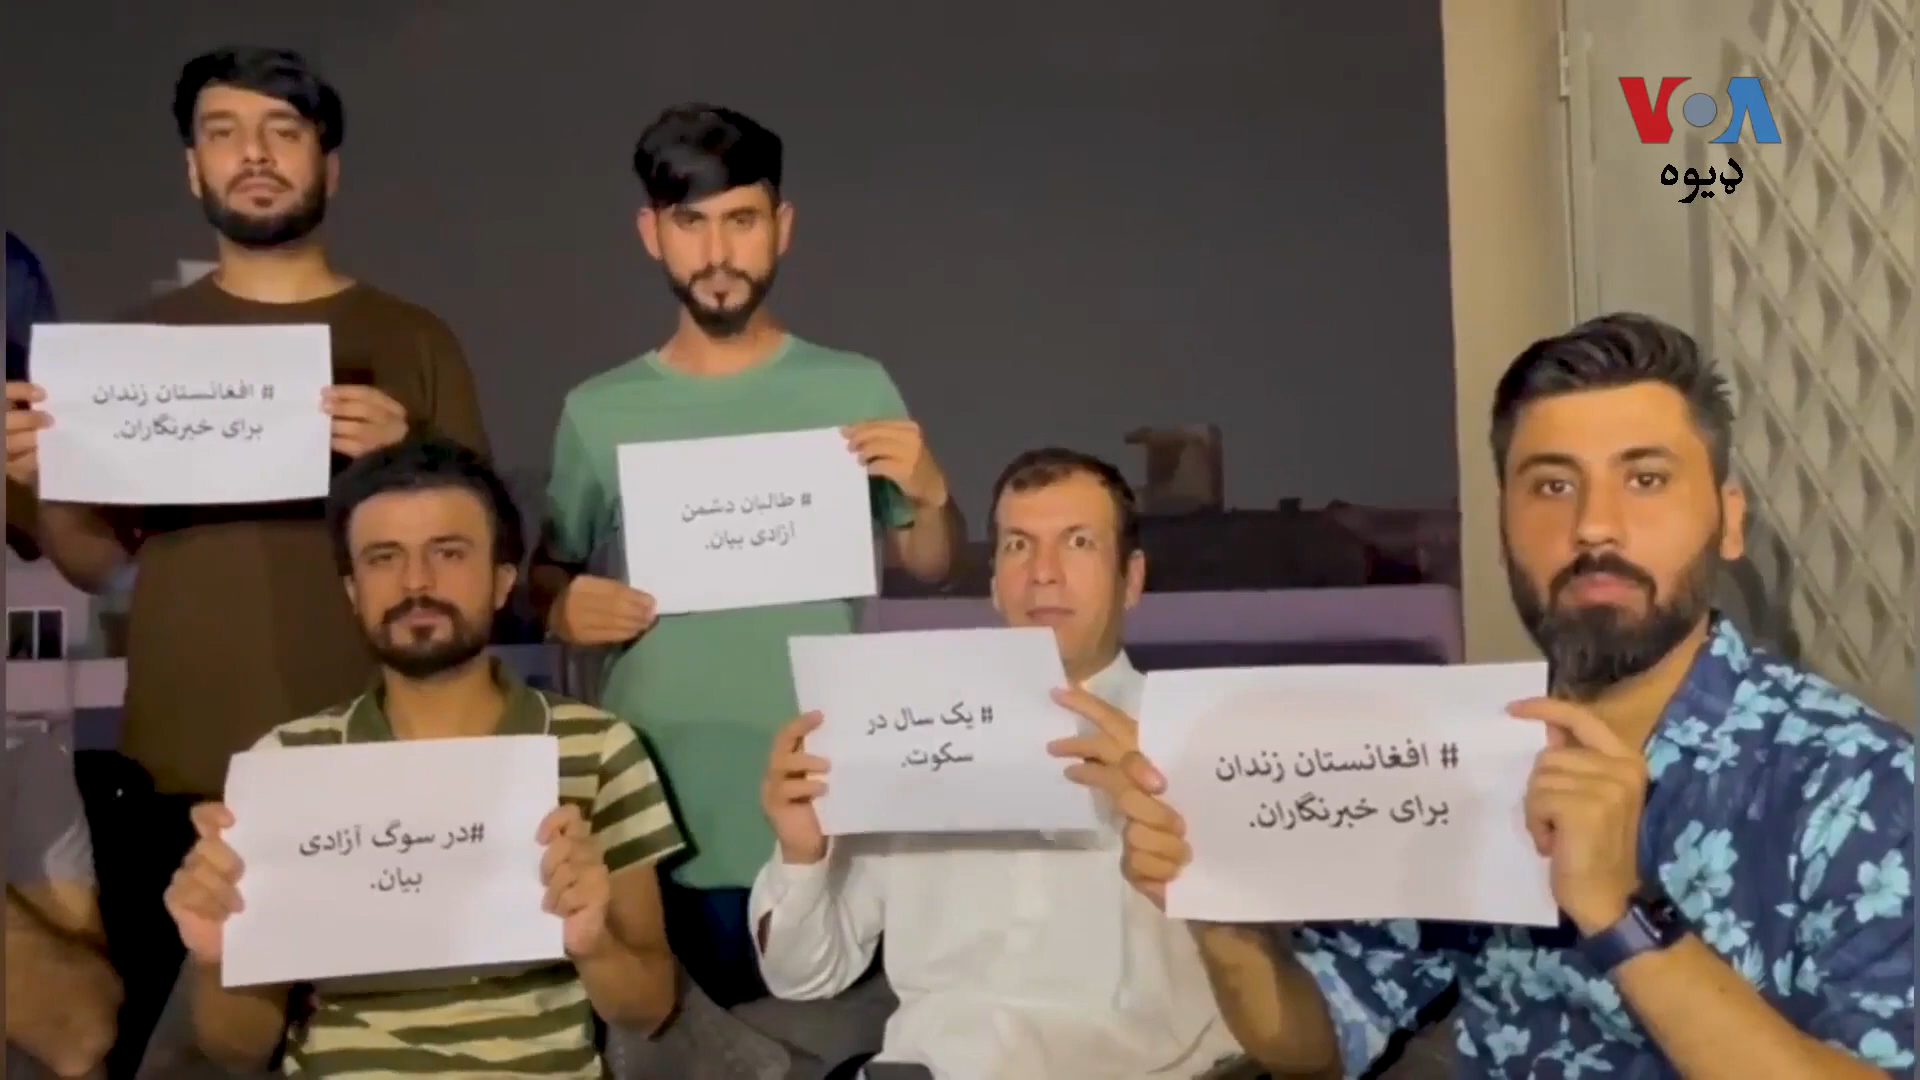 VOA
ډیوه
# افغانستان زندان
برای خبرنگاران.
# طالبان دشمن
آزادی بیان.
#در سوگ آزادی
بیان.
# یک سال در
سکوت.
# افغانستان زندان
برای خبرنگاران.